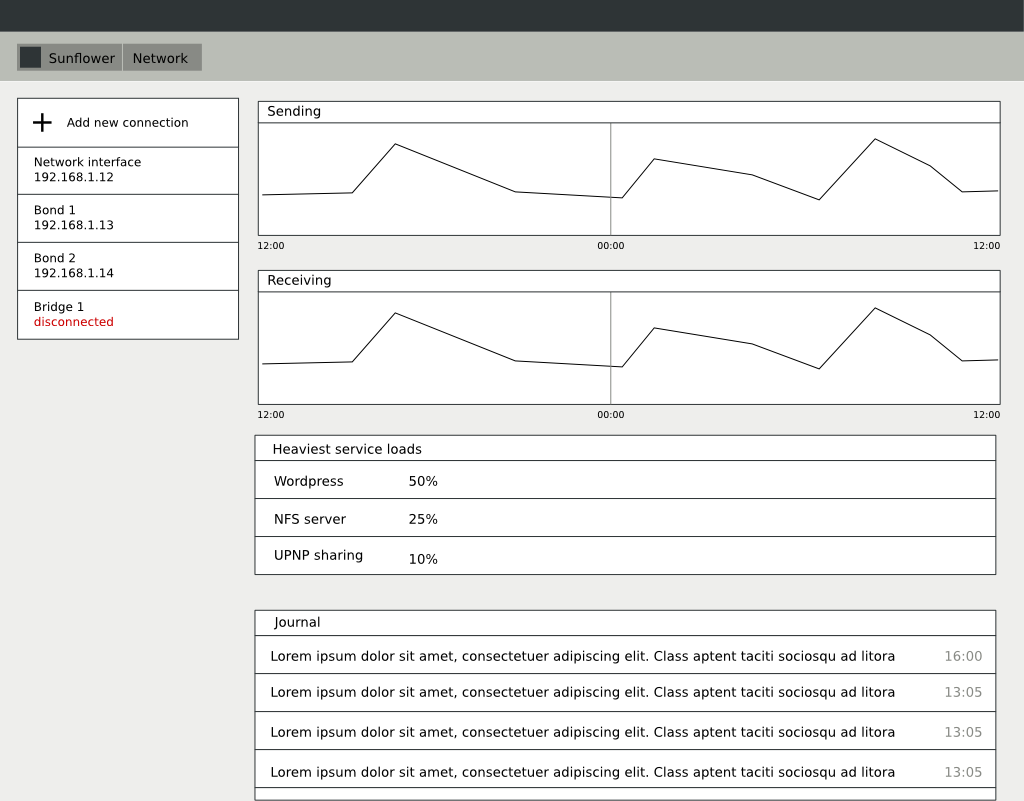 Sunflower Network
Add new connection
Network interface
192.168.1.12
Bond 1
192.168.1.13
Bond 2
192.168.1.14
Bridge 1
disconnected
Sending
12:00 00:00 12:00
Receiving
12:00 00:00 12:00
Heaviest service loads
Wordpress 50%
NFS server 25%
UPNP sharing 10%
Journal
Lorem ipsum dolor sit amet, consectetuer adipiscing elit. Class aptent taciti sociosqu ad litora 16:00
Lorem ipsum dolor sit amet, consectetuer adipiscing elit. Class aptent taciti sociosqu ad litora 13:05
Lorem ipsum dolor sit amet, consectetuer adipiscing elit. Class aptent taciti sociosqu ad litora 13:05
Lorem ipsum dolor sit amet, consectetuer adipiscing elit. Class aptent taciti sociosqu ad litora 13:05